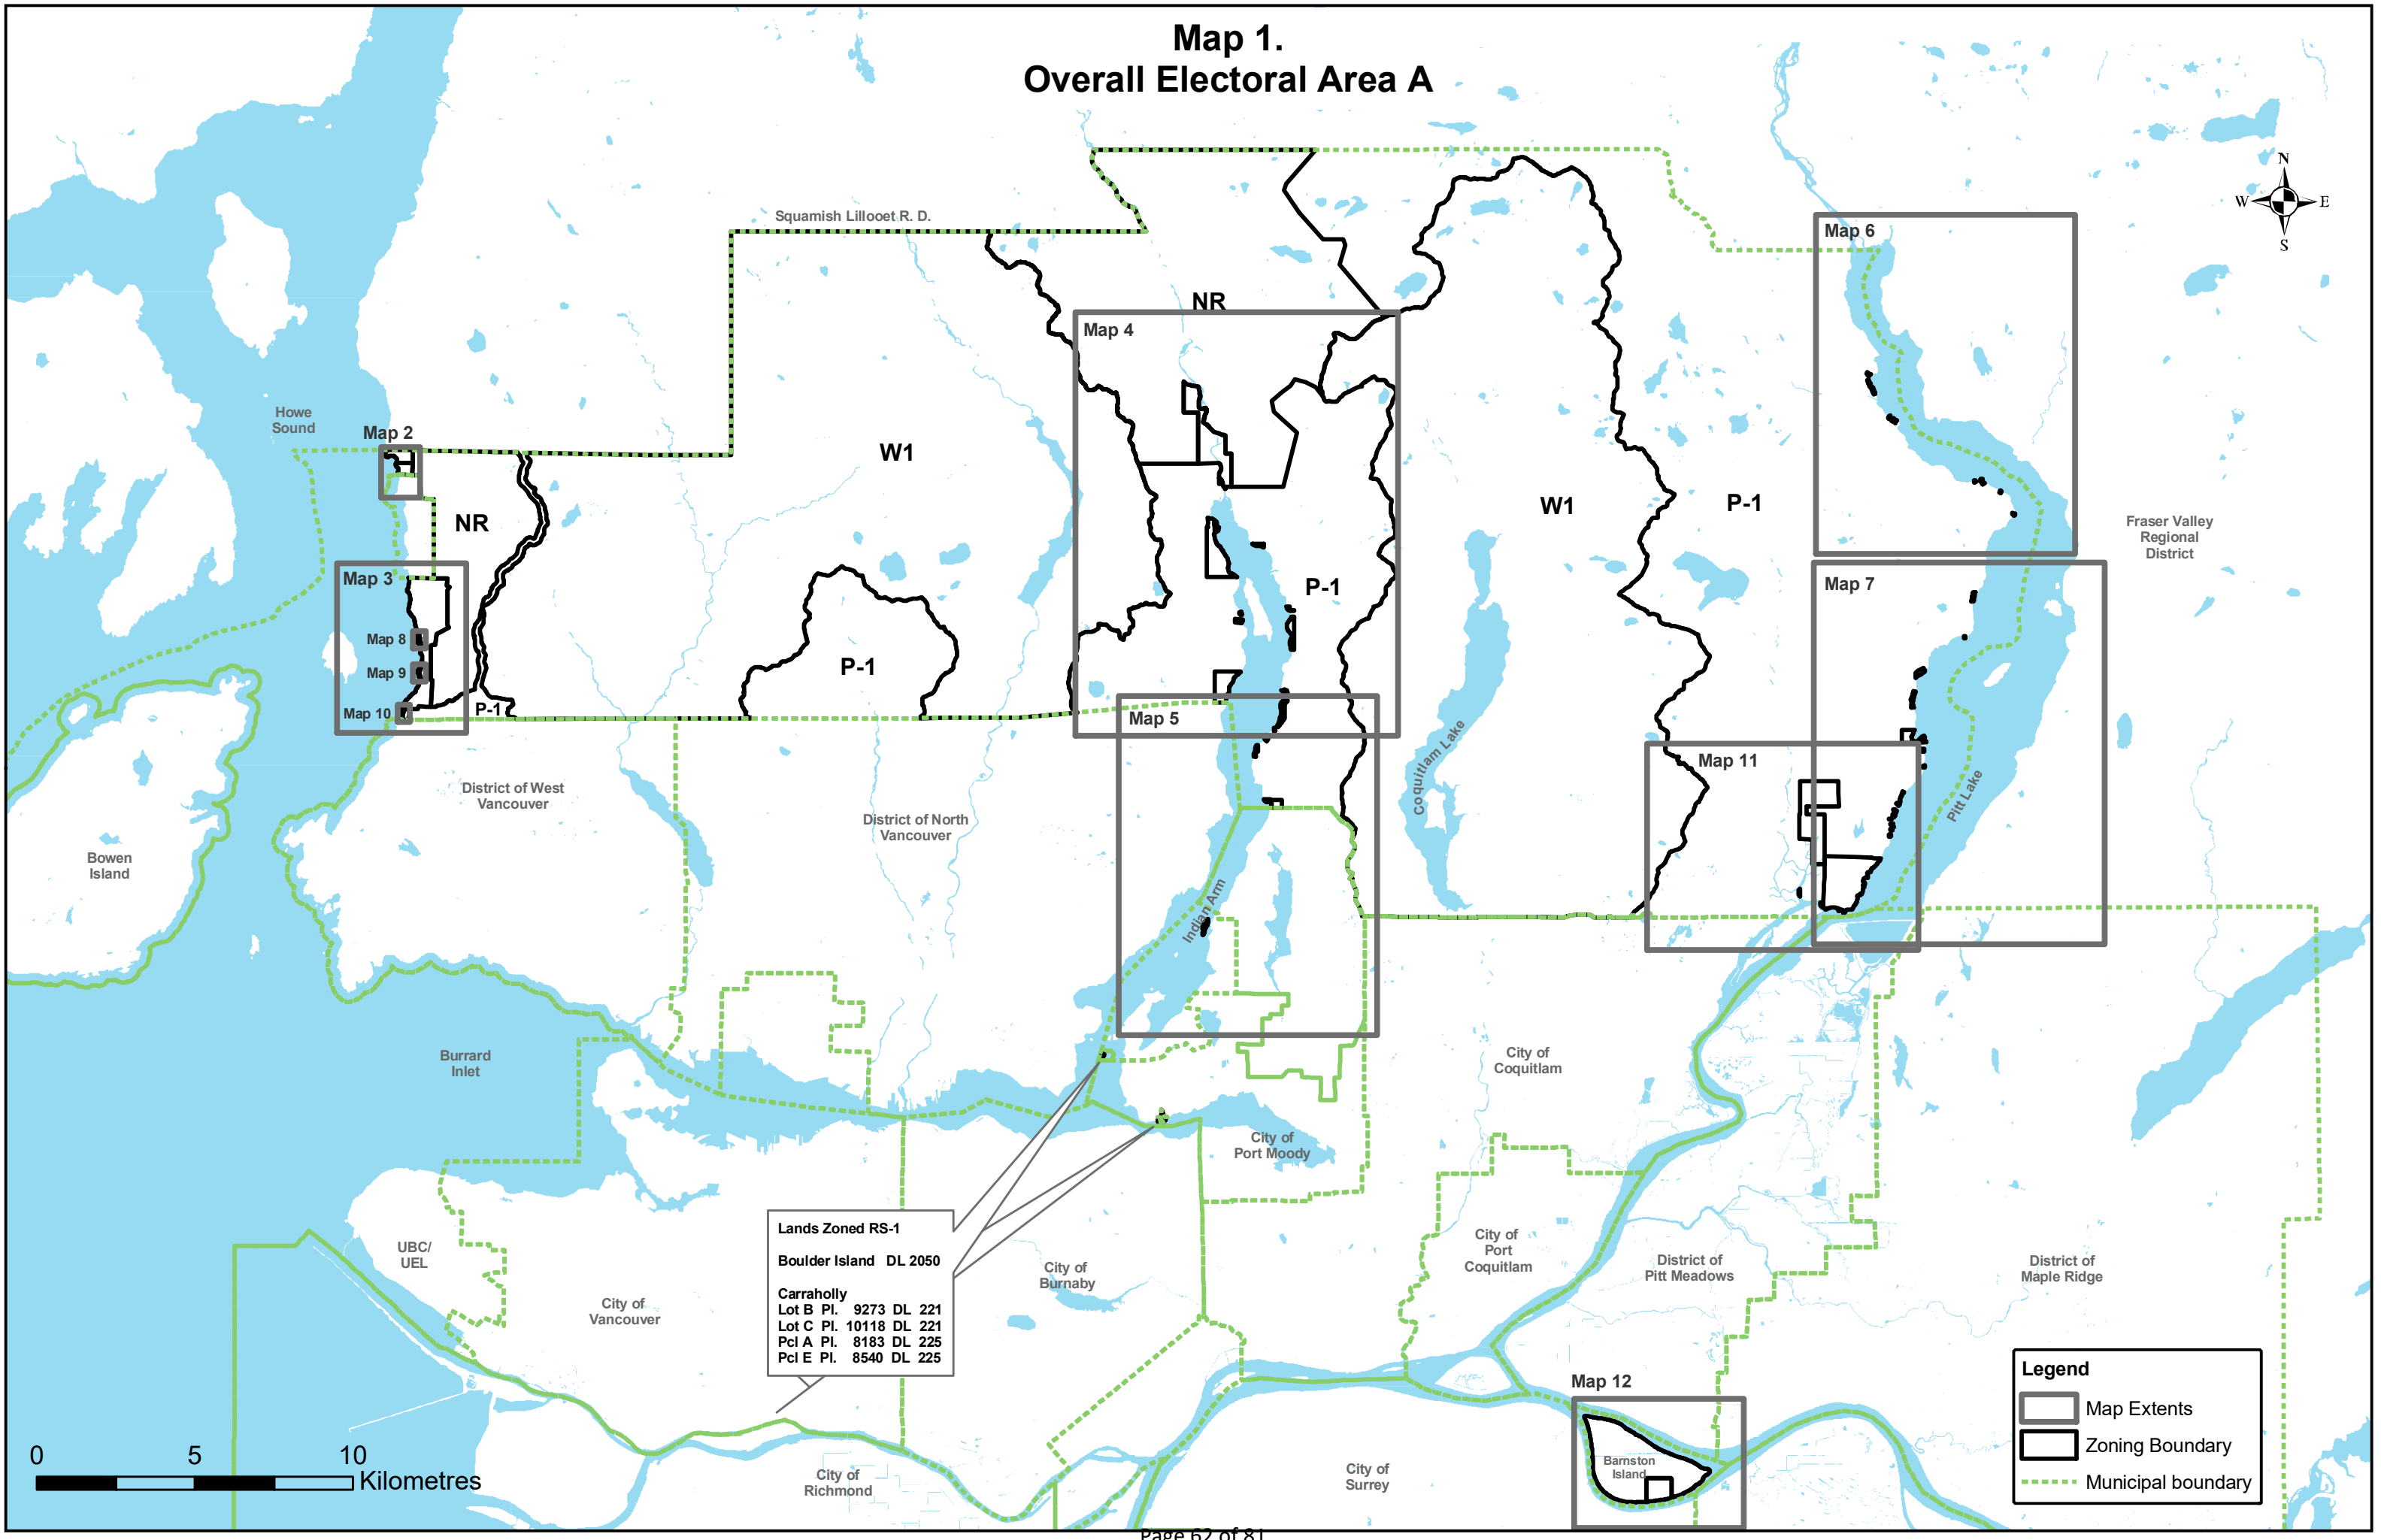 Map 1.
Overall Electoral Area A
N
W E
S
Squamish Lillooet R. D.
Map 6
NR
Map 4
Howe
Sound
Map 2
W1
W1
P-1
NR
Fraser Valley
Regional
District
Map 3
Map 7
P-1
Map 8
P-1
Map 9
Map 10
P-1
Map 5
Coquitlam Lake
Map 11
District of West
Vancouver
Pitt Lake
District of North
Vancouver
Bowen
Island
Indian Arm
Burrard
Inlet
City of
Coquitlam
City of
Port Moody
Lands Zoned RS-1
Boulder Island DL 2050
Carraholly
Lot B Pl. 9273 DL 221
Lot C Pl. 10118 DL 221
Pcl A Pl. 8183 DL 225
Pcl E Pl. 8540 DL 225
UBC/
UEL
City of
Port
Coquitlam
District of
Pitt Meadows
District of
Maple Ridge
City of
Burnaby
City of
Vancouver
Legend
Map Extents
Zoning Boundary
Municipal boundary
Map 12
Barnston
Island
0 5 10
Kilometres
City of
Richmond
City of
Surrey
Page 62 of 81